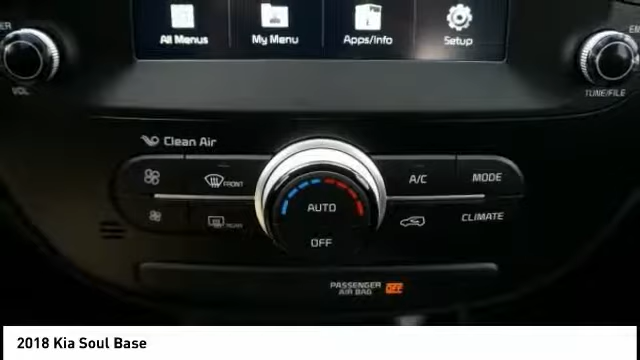 All Menus My Menu Apps/Info Setup
VOL TUNE/FILE
Clean Air
FRONT A/C MODE
AUTO
REAR CLIMATE
OFF
PASSENGER OFF
AIR BAG
2018 Kia Soul Base